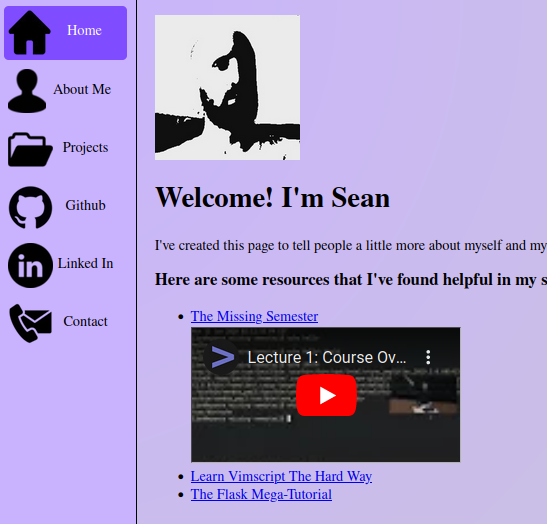 Home
About Me
Projects
Github
Linked In
Contact
Welcome! I'm Sean
I've created this page to tell people a little more about myself and my
Here are some resources that I've found helpful in my s
The Missing Semester
Lecture 1: Course Ov...
Learn Vimscript The Hard Way
The Flask Mega-Tutorial